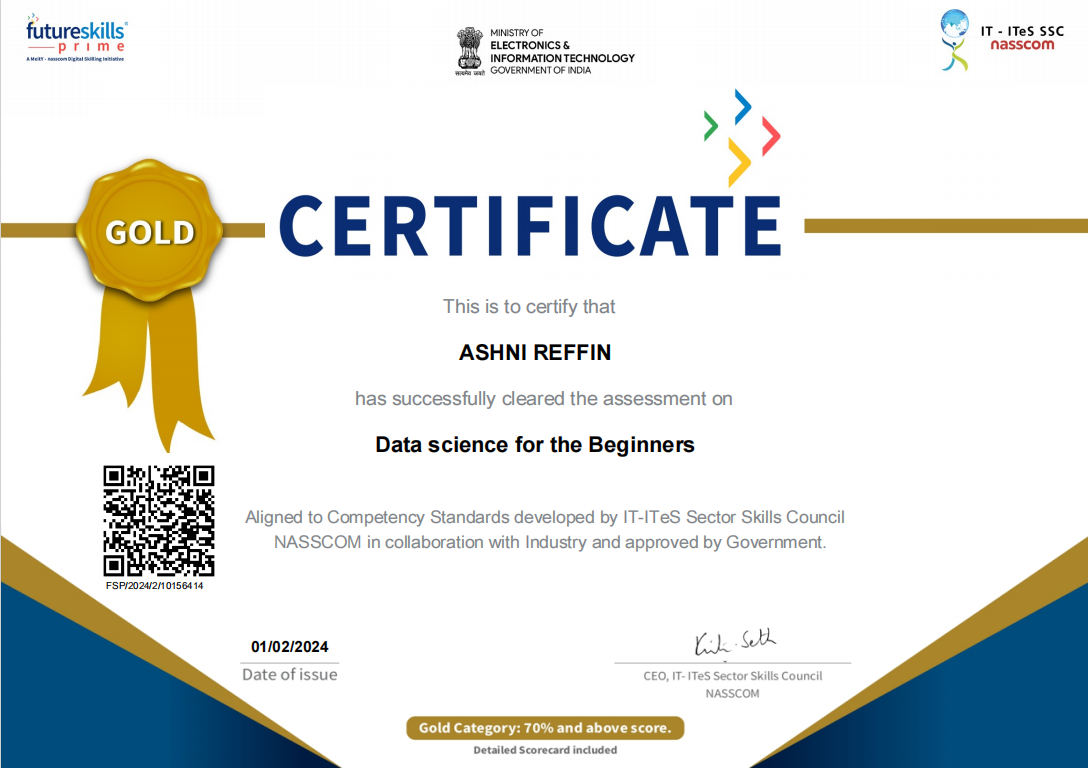 futureskills
prime
A MeitY - nasscom Digital Skilling Initiative
सत्यमेव जयते
MINISTRY OF
ELECTRONICS &
INFORMATION TECHNOLOGY
GOVERNMENT OF INDIA
IT - ITeS SSC
nasscom
GOLD
CERTIFICATE
This is to certify that
ASHNI REFFIN
has successfully cleared the assessment on
Data science for the Beginners
Aligned to Competency Standards developed by IT-ITeS Sector Skills Council
NASSCOM in collaboration with Industry and approved by Government.
FSP/2024/2/10156414
01/02/2024
Date of issue
CEO, IT- ITeS Sector Skills Council
NASSCOM
Gold Category: 70% and above score.
Detailed Scorecard included